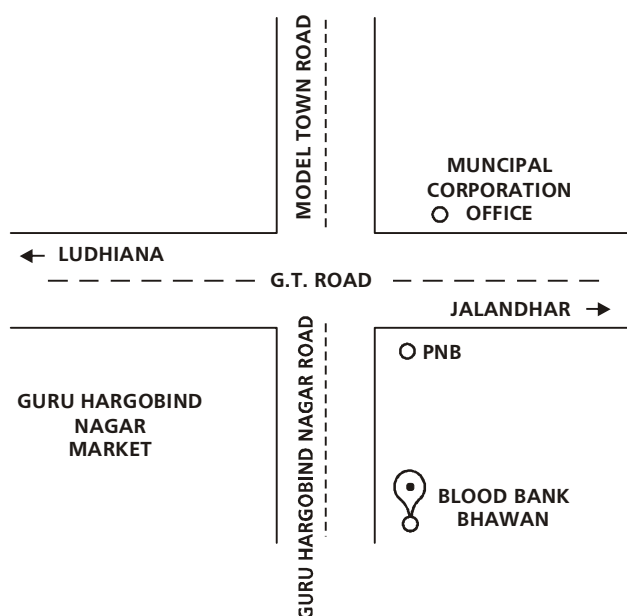 MODEL TOWN ROAD
MUNCIPAL
CORPORATION
OFFICE
LUDHIANA
G.T. ROAD
JALANDHAR
GURU HARGOBIND NAGAR ROAD
PNB
GURU HARGOBIND
NAGAR
MARKET
BLOOD BANK
BHAWAN